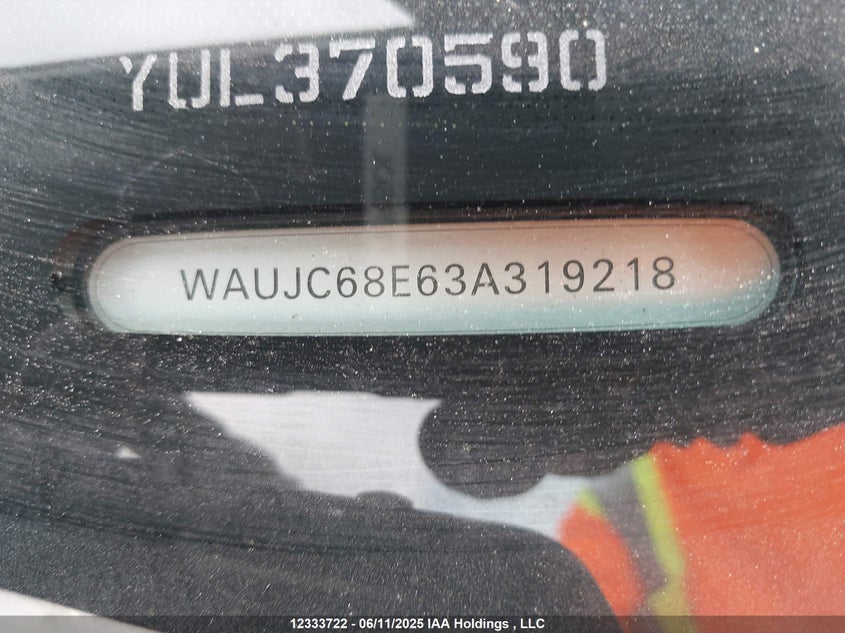 YUL370590
WAUJC68E63A319218
12333722 - 06/11/2025 IAA Holdings , LLC